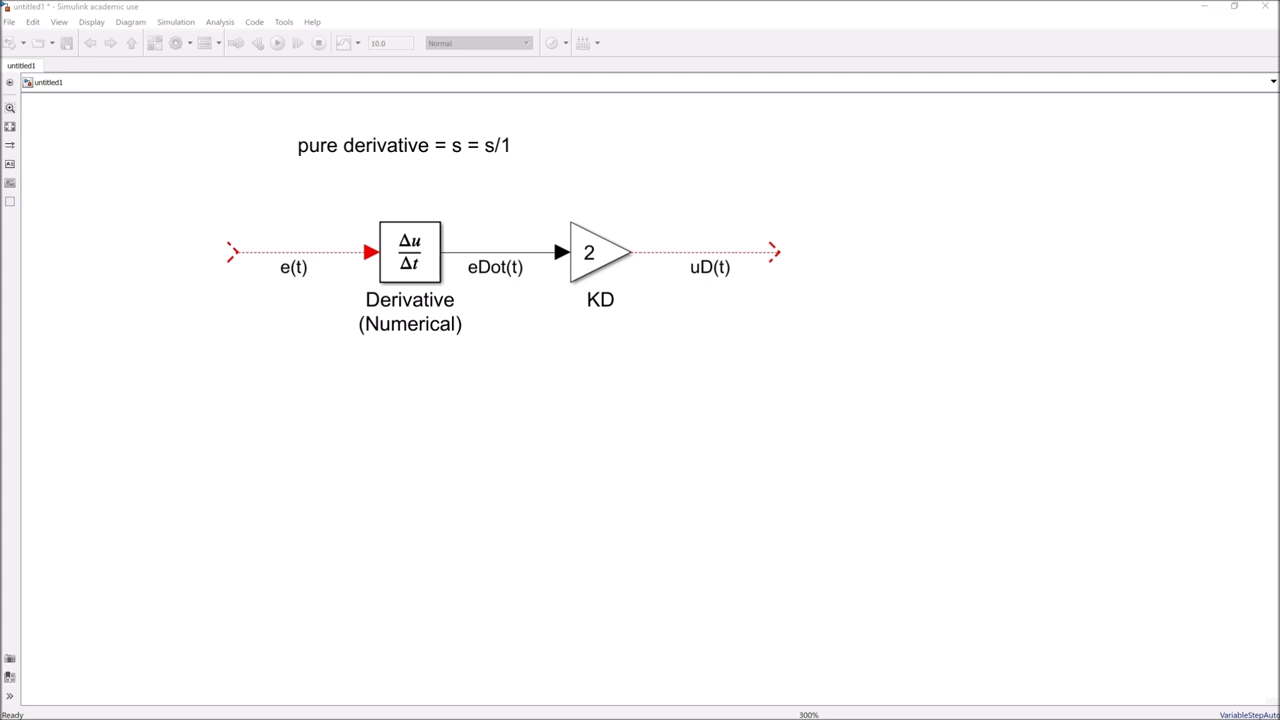 untitled1 * - Simulink academic use
File Edit View Display Diagram Simulation Analysis Code Tools Help
10.0 Normal
untitled1
untitled1
pure derivative = s = s/1
Δu
Δt
2
e(t) eDot(t) uD(t)
Derivative KD
(Numerical)
Ready 300% VariableStepAuto